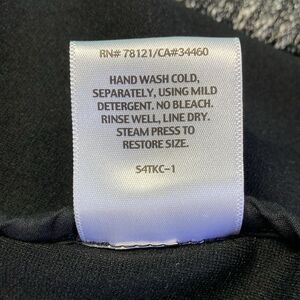 RN# 78121/CA#34460
HAND WASH COLD,
SEPARATELY, USING MILD
DETERGENT. NO BLEACH.
RINSE WELL, LINE DRY.
STEAM PRESS TO
RESTORE SIZE.
S4TKC-1